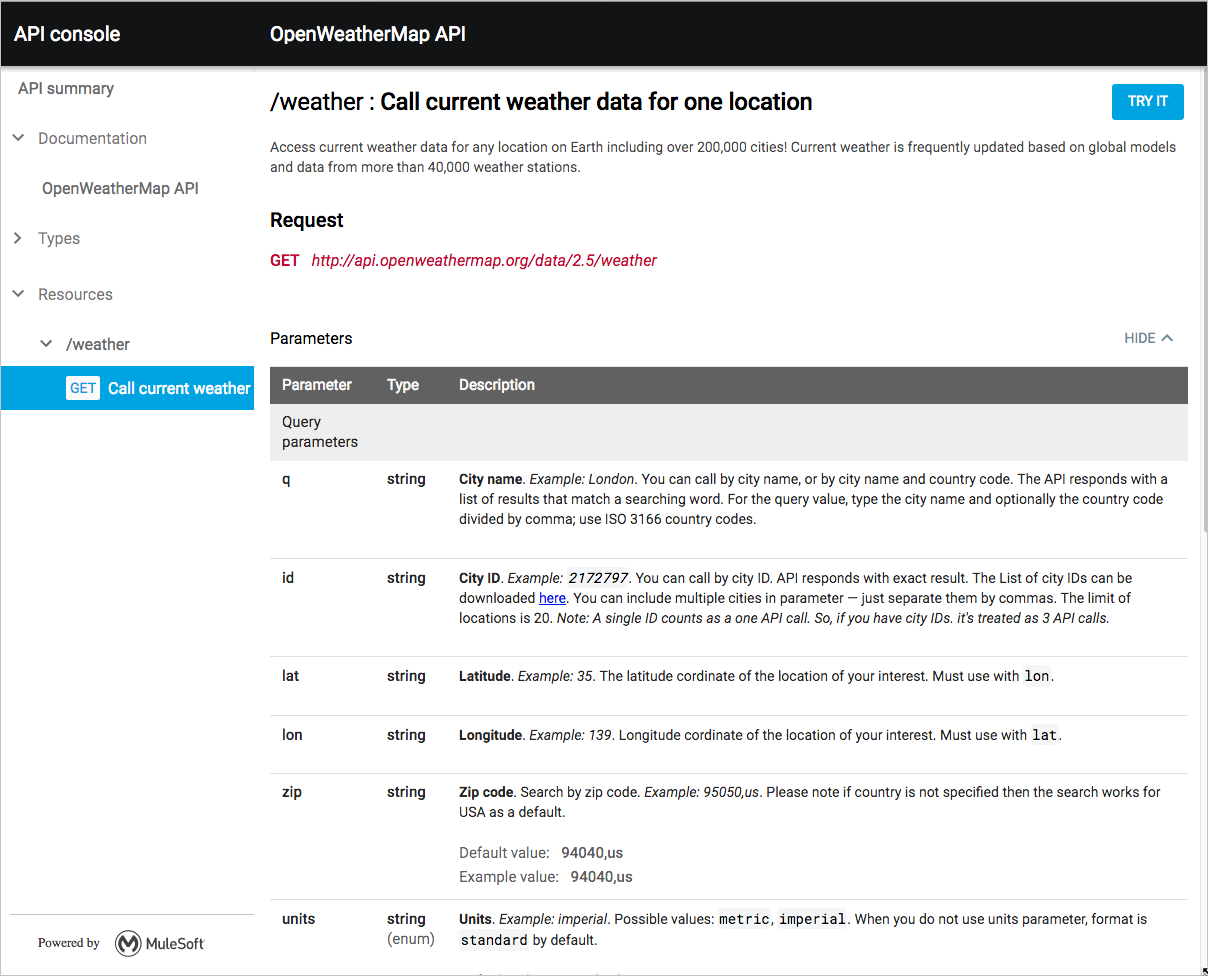 API console
OpenWeatherMap API
API summary
Documentation
OpenWeatherMap API
Types
Resources
/weather
GET Call current weather
Powered by MuleSoft
/weather : Call current weather data for one location
TRY IT
Access current weather data for any location on Earth including over 200,000 cities! Current weather is frequently updated based on global models
and data from more than 40,000 weather stations.
Request
GET http://api.openweathermap.org/data/2.5/weather
Parameters
HIDE
Parameter Type Description
Query
parameters
q string City name. Example: London. You can call by city name, or by city name and country code. The API responds with a
list of results that match a searching word. For the query value, type the city name and optionally the country code
divided by comma; use ISO 3166 country codes.
id string City ID. Example: 2172797. You can call by city ID. API responds with exact result. The List of city IDs can be
downloaded here. You can include multiple cities in parameter — just separate them by commas. The limit of
locations is 20. Note: A single ID counts as a one API call. So, if you have city IDs. it's treated as 3 API calls.
lat string Latitude. Example: 35. The latitude cordinate of the location of your interest. Must use with lon.
lon string Longitude. Example: 139. Longitude cordinate of the location of your interest. Must use with lat.
zip string Zip code. Search by zip code. Example: 95050,us. Please note if country is not specified then the search works for
USA as a default.
Default value: 94040,us
Example value: 94040,us
units string Units. Example: imperial. Possible values: metric, imperial. When you do not use units parameter, format is
(enum) standard by default.